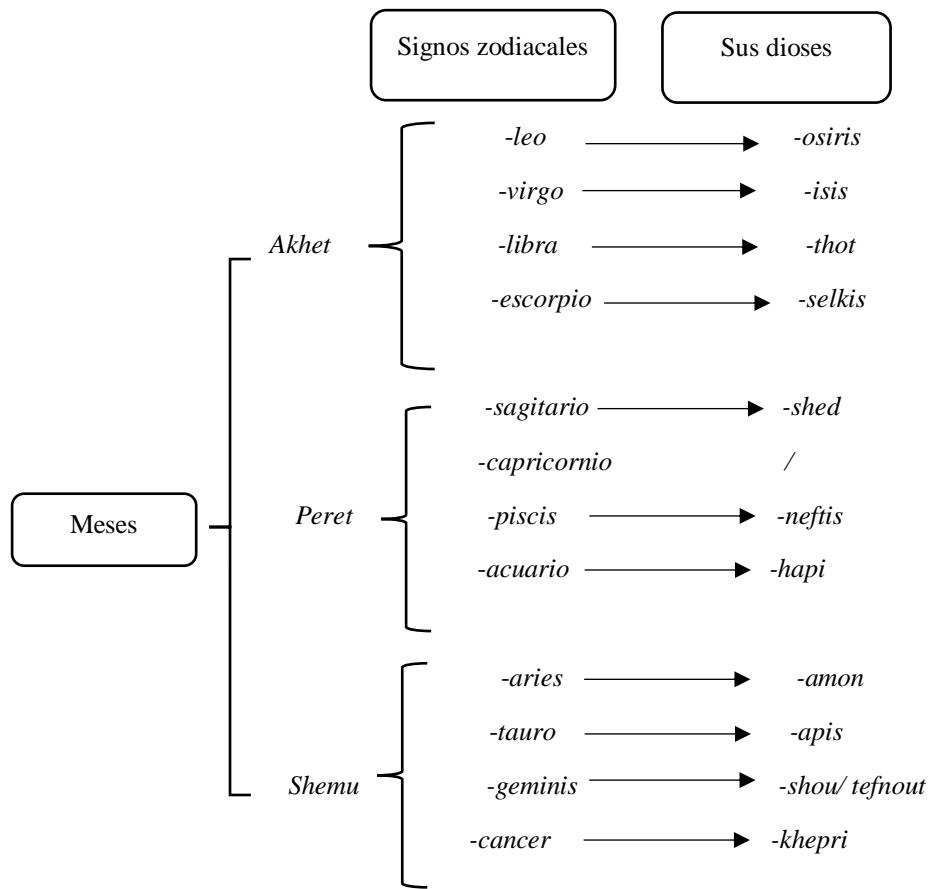 Signos zodiacales Sus dioses
-leo -osiris
-virgo -isis
Akhet -libra -thot
-escorpio -selkis
-sagitario -shed
-capricornio /
Meses Peret -piscis -neftis
-acuario -hapi
-aries -amon
-tauro -apis
Shemu -geminis -shou/ tefnout
-cancer -khepri